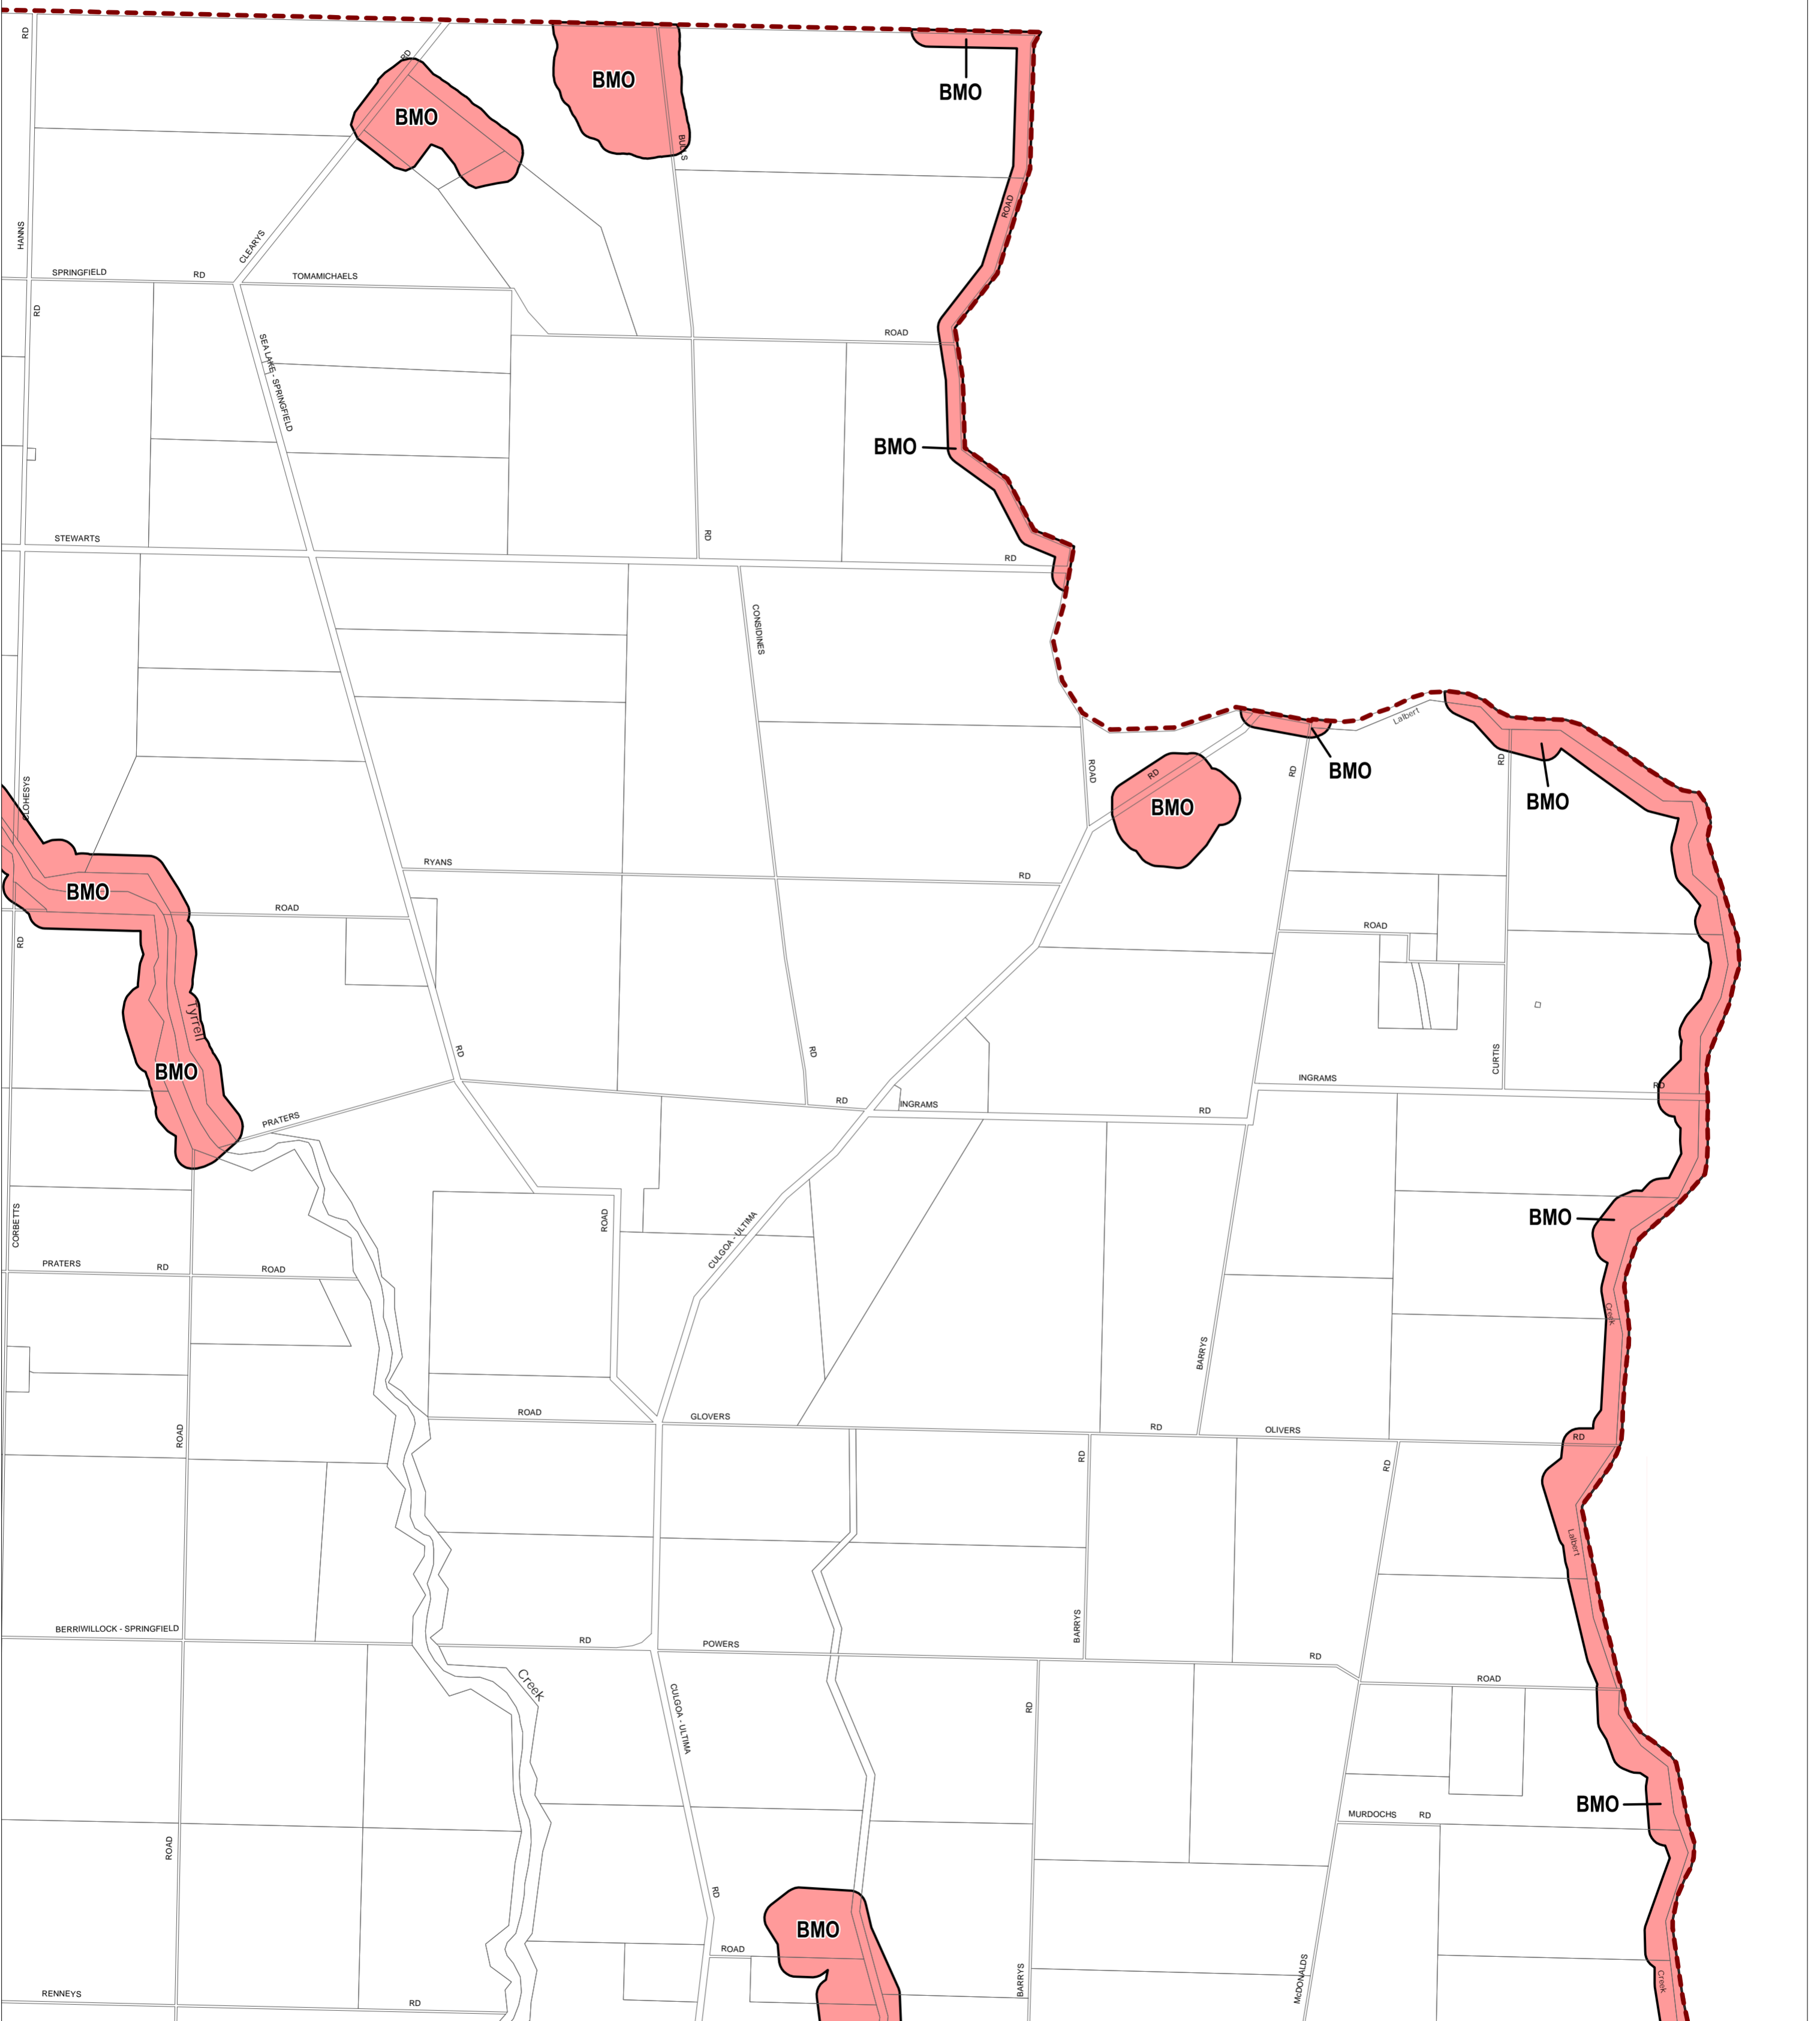 RD
RD
BMO
BMO
BMO
BMO
BULLS
ROAD
HANNS
CLEARYS
SPRINGFIELD
RD
TOMAMICHAELS
RD
ROAD
SEA LAKE - SPRINGFIELD
BMO
STEWARTS
RD
RD
CONSIDINES
Lalbert
ROAD
RD
RD
BMO
RD
BMO
BMO
CLOHESYS
RYANS
RD
BMO
ROAD
ROAD
RD
Tyrrell
RD
RD
CURTIS
BMO
INGRAMS
RD
RD
INGRAMS
RD
PRATERS
CORBETTS
ROAD
CULGOA - ULTIMA
BMO
PRATERS
RD
ROAD
Creek
BARRYS
ROAD
ROAD
GLOVERS
RD
OLIVERS
RD
RD
RD
Lalbert
BERRIWILLOCK - SPRINGFIELD
RD
POWERS
BARRYS
RD
ROAD
Creek
CULGOA - ULTIMA
RD
BMO
MURDOCHS RD
ROAD
RD
BMO
ROAD
BARRYS
McDONALDS
Creek
RENNEYS
RD